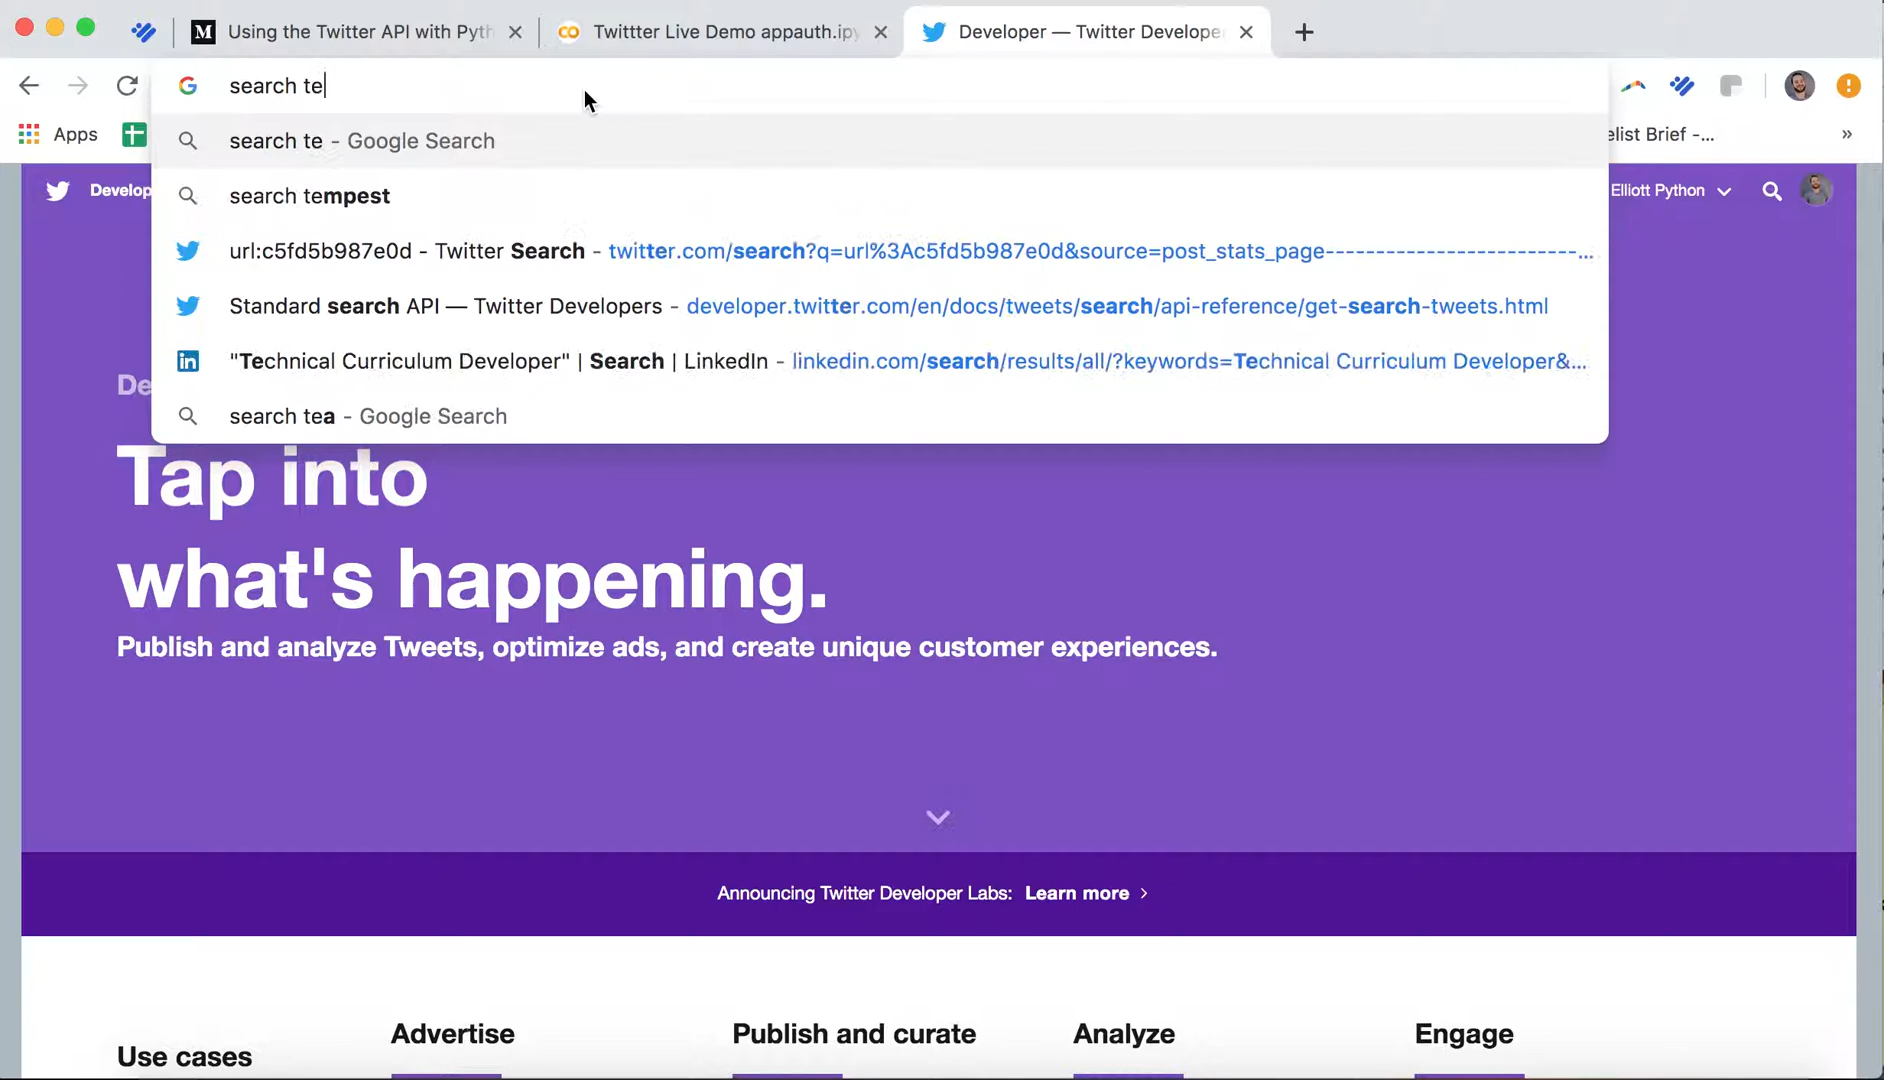 Using the Twitter API with Pyth
Twittter Live Demo appauth.ipy
Developer — Twitter Develope
search te
Apps
elist Brief -...
»
search te - Google Search
search tempest
url:c5fd5b987e0d - Twitter Search - twitter.com/search?q=url%3Ac5fd5b987e0d&source=post_stats_page-------------------------...
Standard search API — Twitter Developers - developer.twitter.com/en/docs/tweets/search/api-reference/get-search-tweets.html
"Technical Curriculum Developer" | Search | LinkedIn - linkedin.com/search/results/all/?keywords=Technical Curriculum Developer&...
search tea - Google Search
Develop
Elliott Python
De
Tap into
what's happening.
Publish and analyze Tweets, optimize ads, and create unique customer experiences.
Announcing Twitter Developer Labs: Learn more >
Use cases
Advertise
Publish and curate
Analyze
Engage